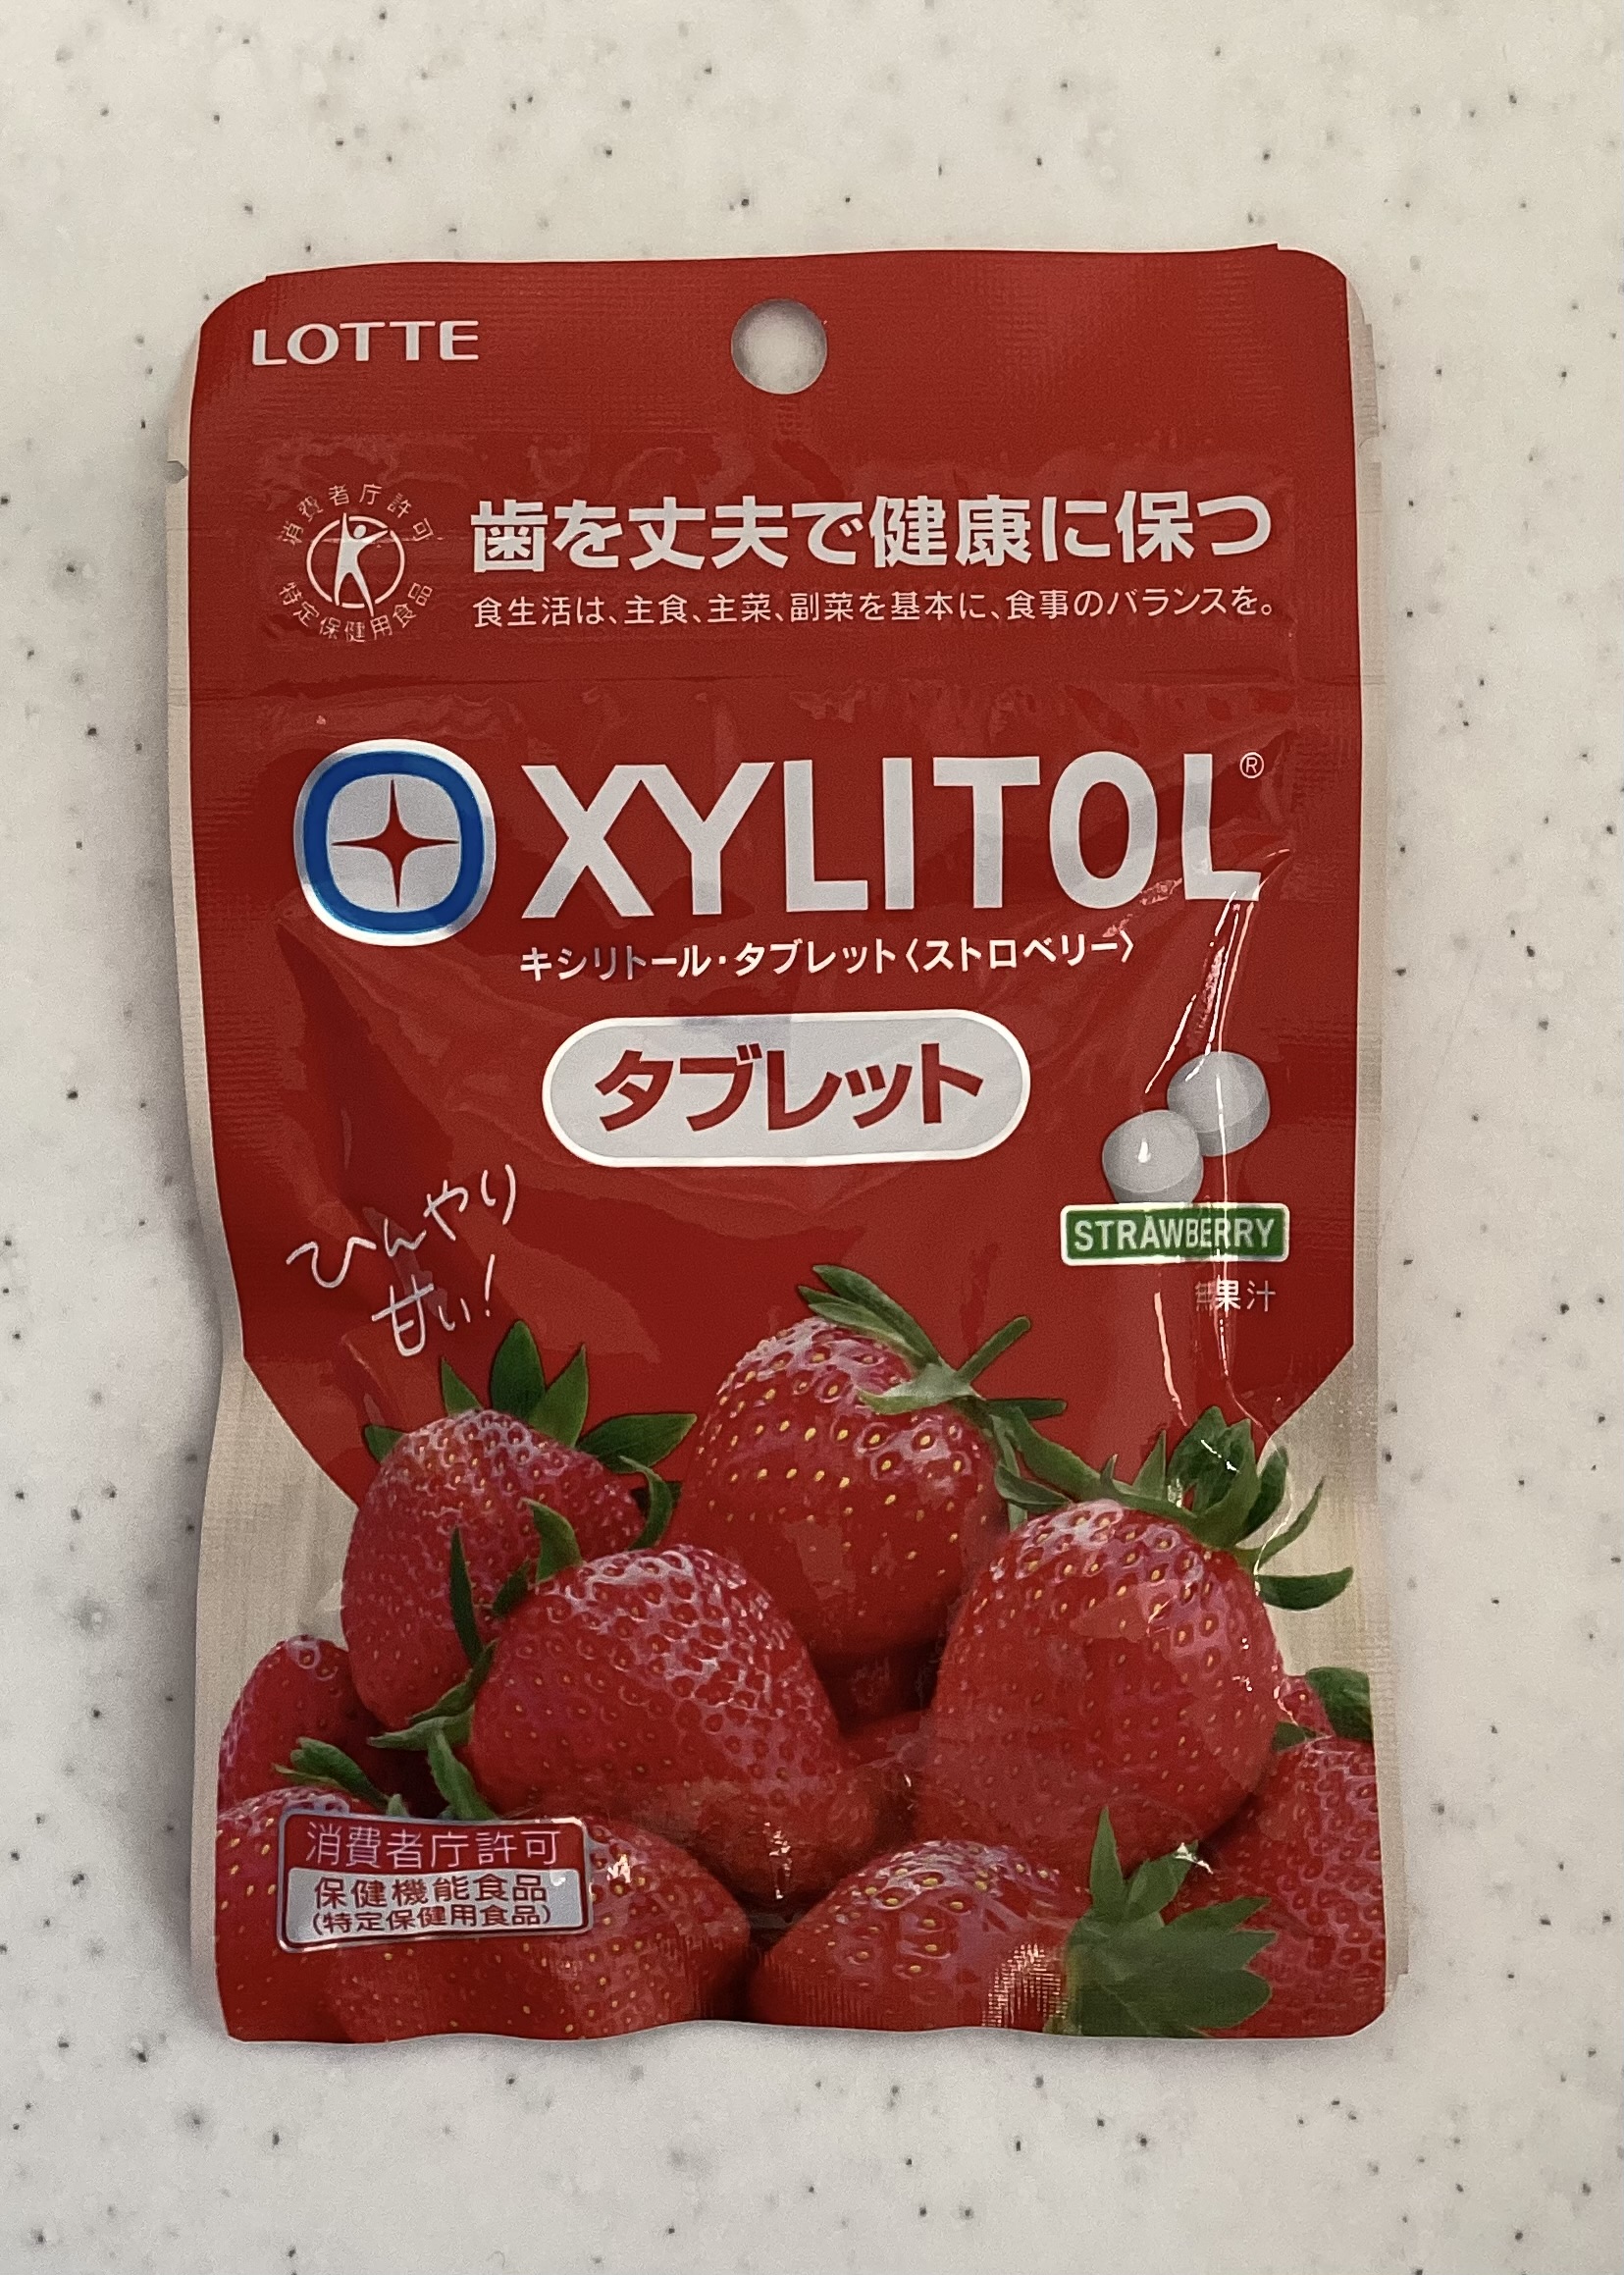 LOTTE
消費者庁許可
特定保健用食品
歯を丈夫で健康に保つ
食生活は、主食、主菜、副菜を基本に、食事のバランスを。
XYLITOL®
キシリトール・タブレット〈ストロベリー〉
タブレット
ひんやり
甘い!
STRAWBERRY
無果汁
消費者庁許可
保健機能食品
(特定保健用食品)